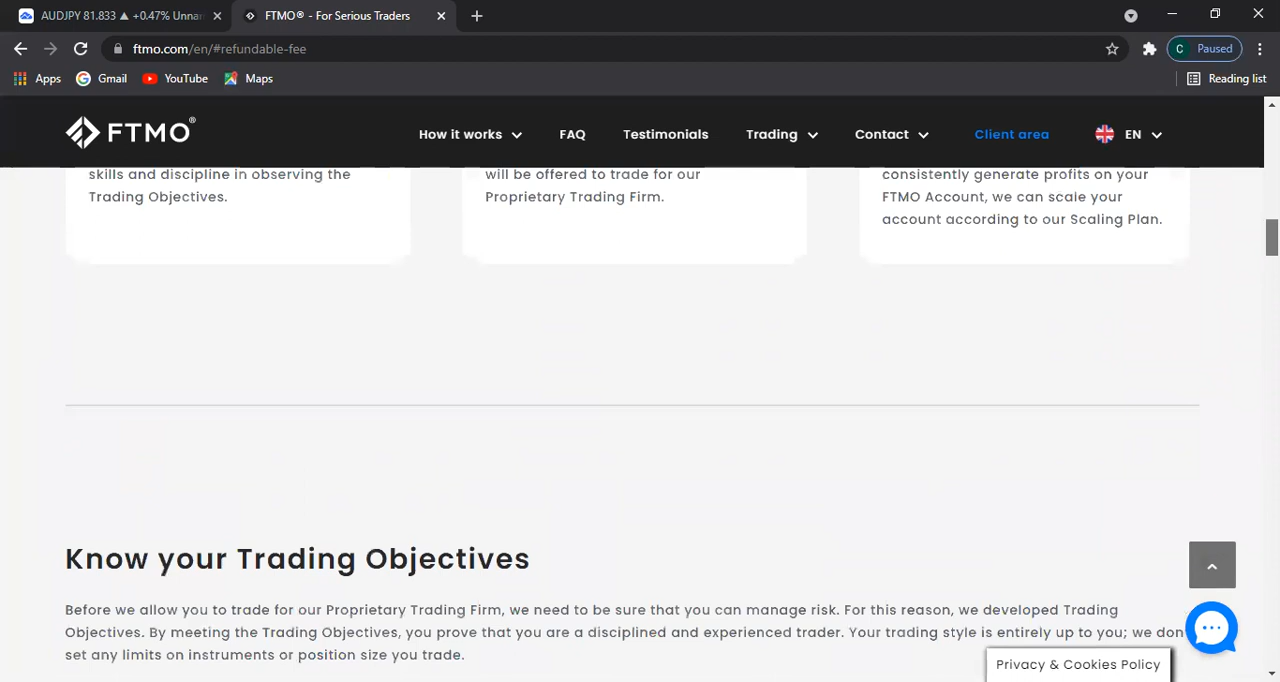 AUDJPY 81.833 ▲ +0.47% Unnar
FTMO® - For Serious Traders
ftmo.com/en/#refundable-fee
C Paused
Apps Gmail YouTube Maps Reading list
FTMO®
How it works FAQ Testimonials Trading Contact Client area EN
skills and discipline in observing the
Trading Objectives.
will be offered to trade for our
Proprietary Trading Firm.
consistently generate profits on your
FTMO Account, we can scale your
account according to our Scaling Plan.
Know your Trading Objectives
Before we allow you to trade for our Proprietary Trading Firm, we need to be sure that you can manage risk. For this reason, we developed Trading
Objectives. By meeting the Trading Objectives, you prove that you are a disciplined and experienced trader. Your trading style is entirely up to you; we don
set any limits on instruments or position size you trade.
Privacy & Cookies Policy